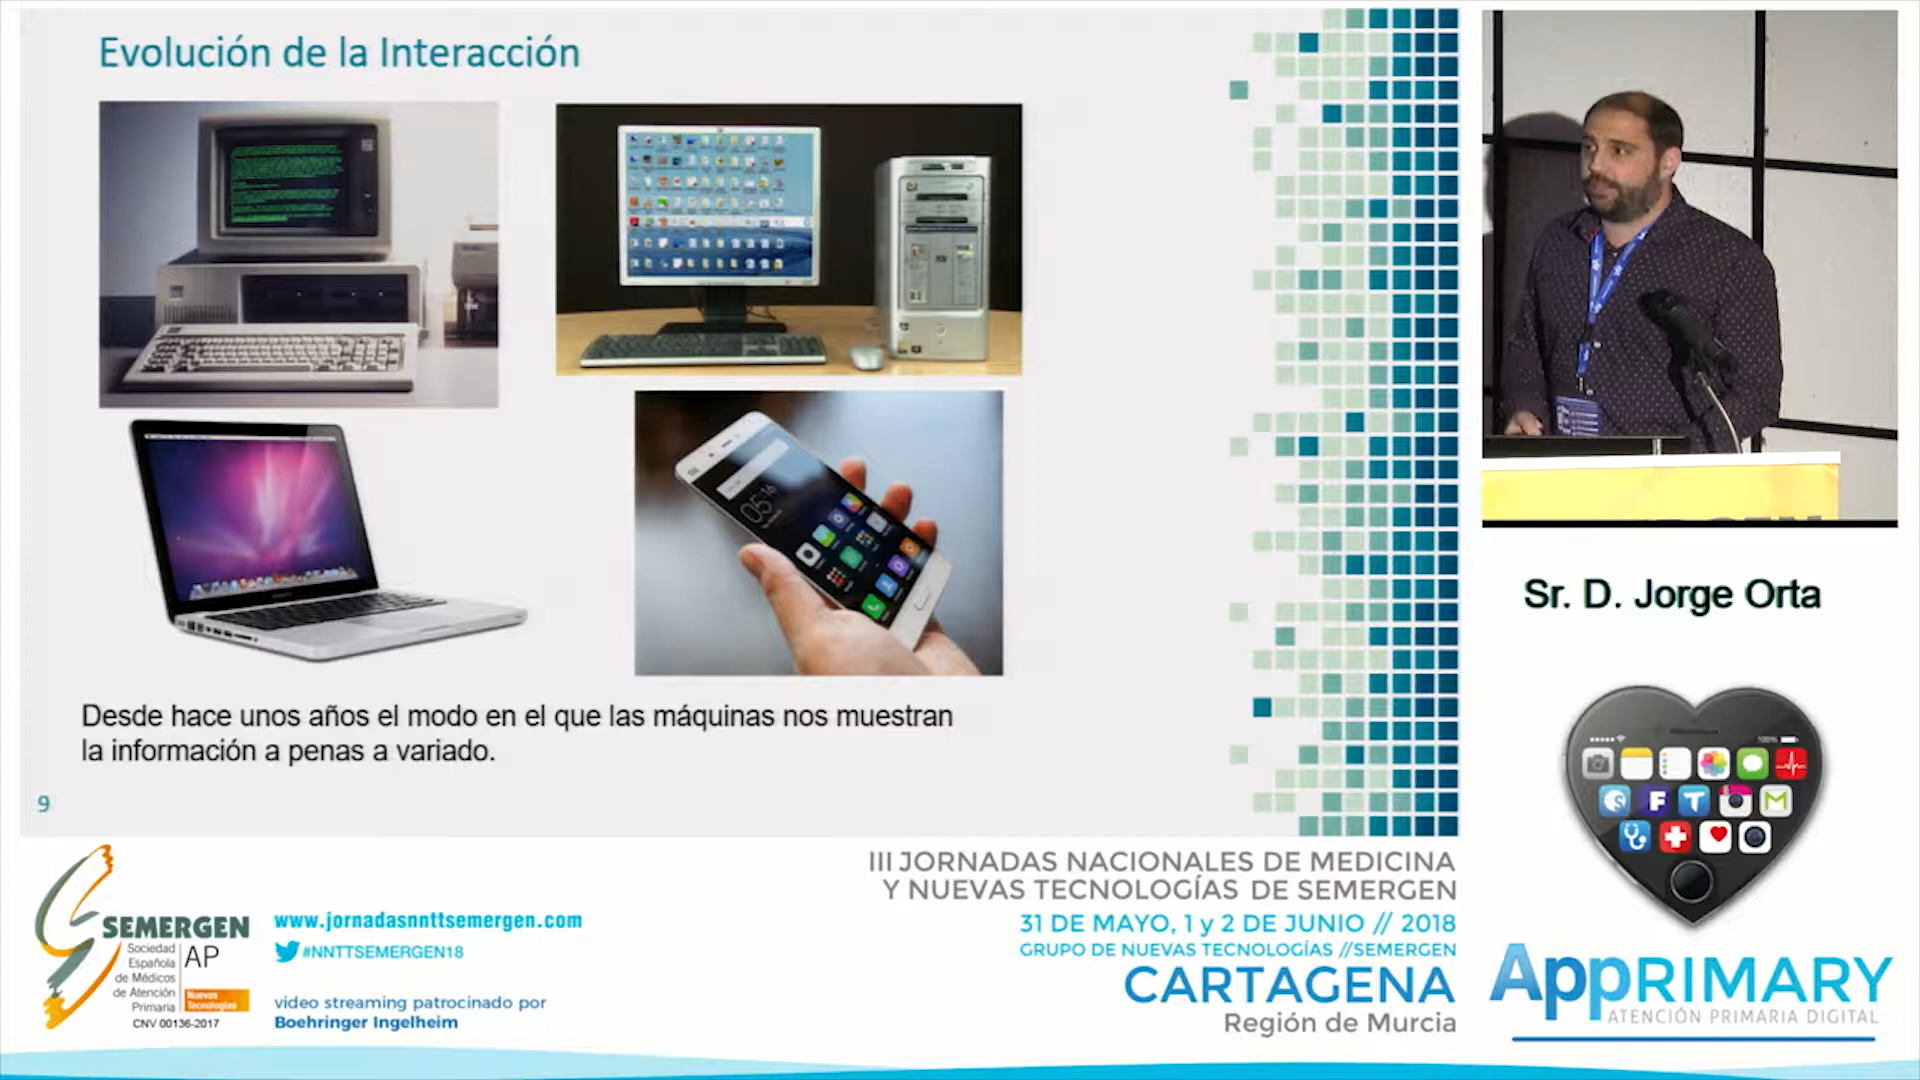 Evolución de la Interacción
05:16
Desde hace unos años el modo en el que las máquinas nos muestran
la información a penas a variado.
9
Sr. D. Jorge Orta
SEMERGEN
Sociedad
Española
de Médicos
de Atención
Primaria
AP
Nuevas
Tecnologías
CNV 00136-2017
www.jornadasnnttsemergen.com
#NNTTSEMERGEN18
video streaming patrocinado por
Boehringer Ingelheim
III JORNADAS NACIONALES DE MEDICINA
Y NUEVAS TECNOLOGÍAS DE SEMERGEN
31 DE MAYO, 1 y 2 DE JUNIO // 2018
GRUPO DE NUEVAS TECNOLOGÍAS //SEMERGEN
CARTAGENA
Región de Murcia
100%
AppRIMARY
ATENCIÓN PRIMARIA DIGITAL